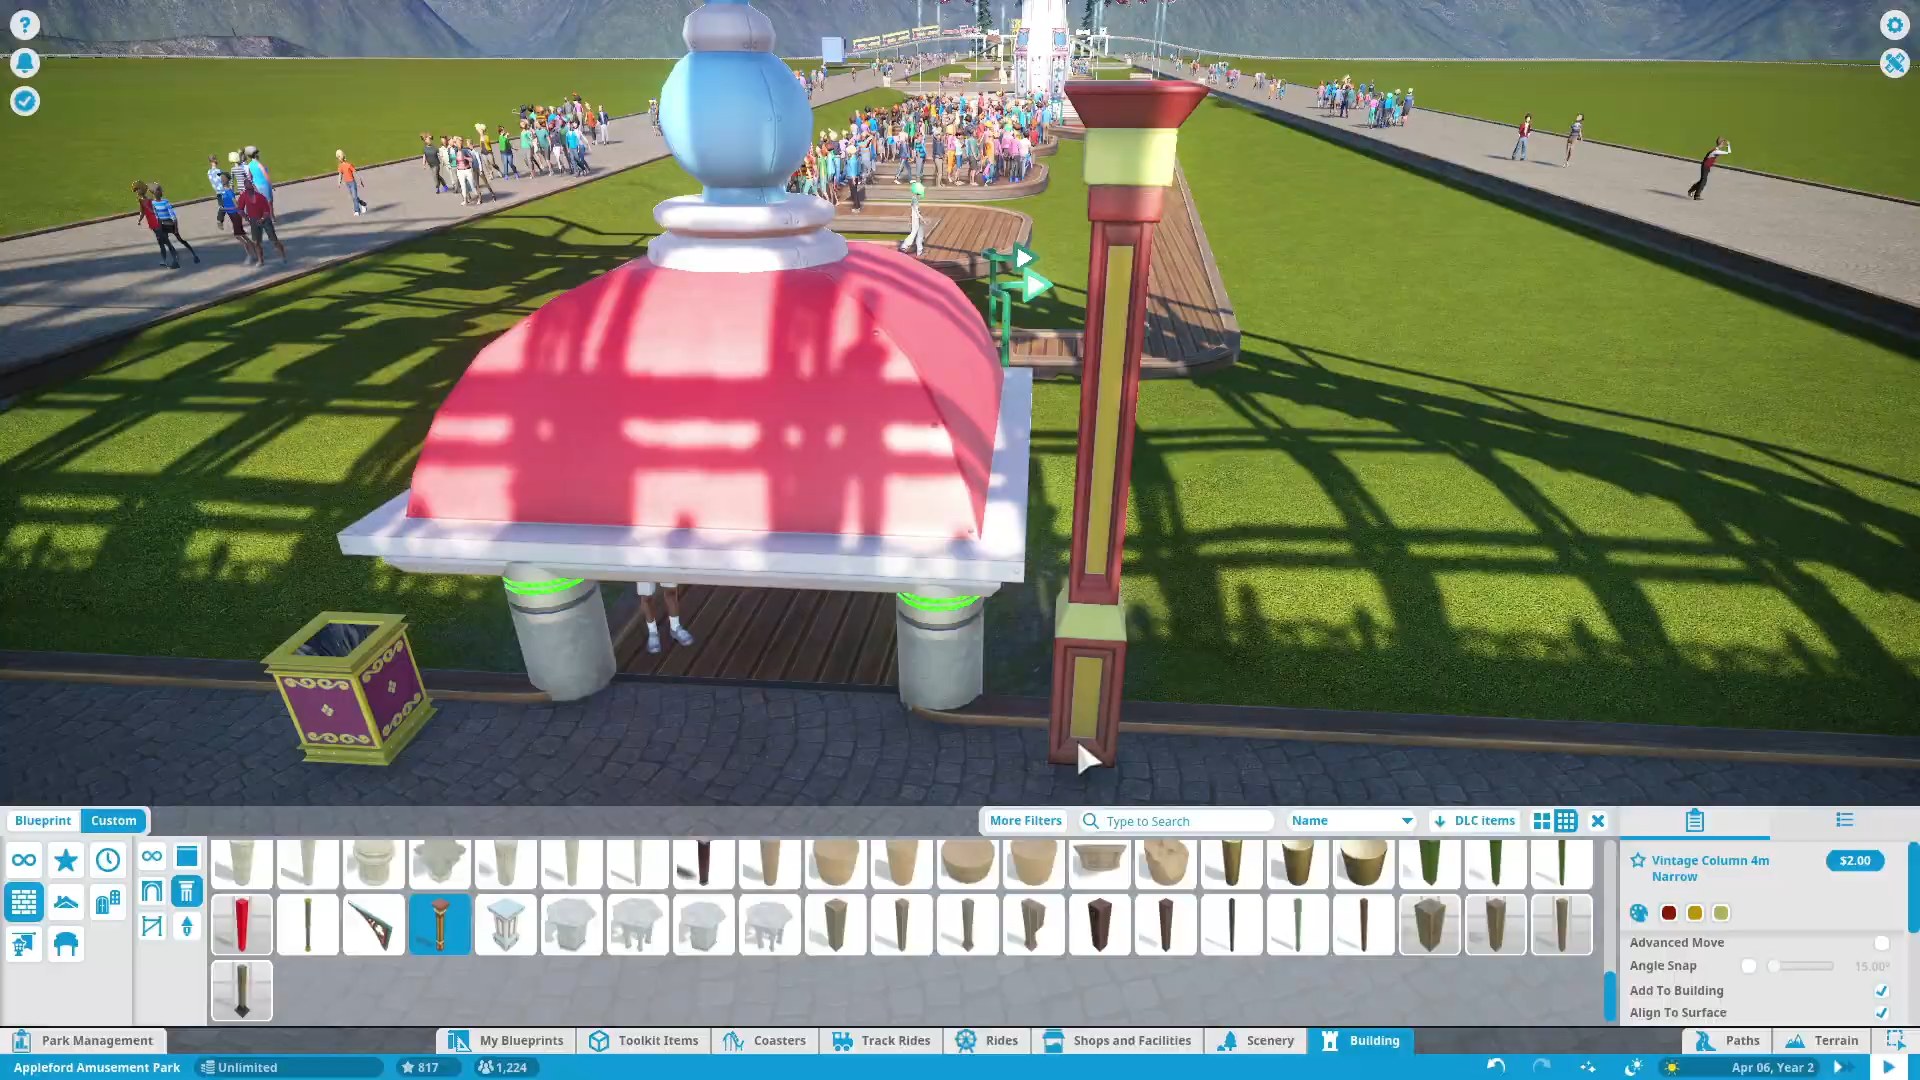 ?
Blueprint
Custom
More Filters
Type to Search
Name
DLC items
Vintage Column 4m
Narrow
$2.00
Advanced Move
Angle Snap
15.00°
Add To Building
Align To Surface
Park Management
My Blueprints
Toolkit Items
Coasters
Track Rides
Rides
Shops and Facilities
Scenery
Building
Paths
Terrain
Appleford Amusement Park
Unlimited
817
1,224
Apr 06, Year 2